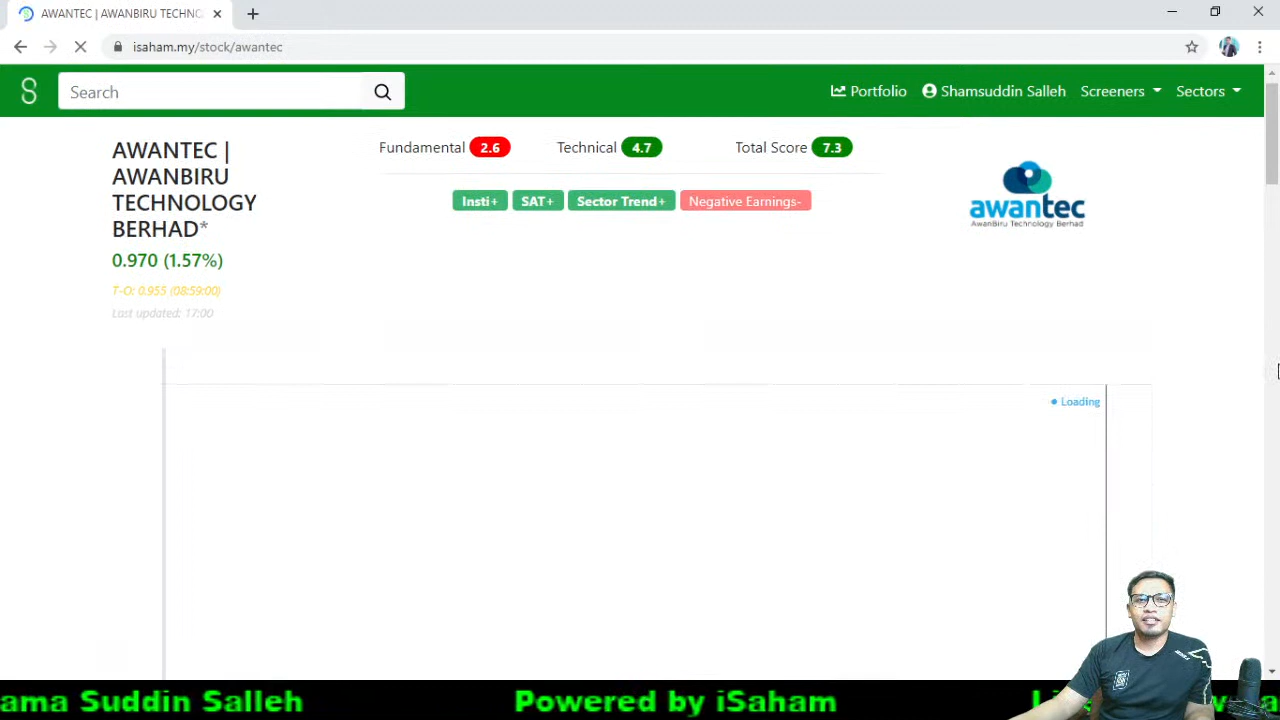 AWANTEC | AWANBIRU TECHNO
isaham.my/stock/awantec
Search
Portfolio
Shamsuddin Salleh
Screeners
Sectors
AWANTEC |
AWANBIRU
TECHNOLOGY
BERHAD*
0.970 (1.57%)
T-O: 0.955 (08:59:00)
Last updated: 17:00
Fundamental 2.6
Technical 4.7
Total Score 7.3
Insti+
SAT+
Sector Trend+
Negative Earnings-
awantec
AwanBiru Technology Berhad
Loading
ama Suddin Salleh
Powered by iSaham